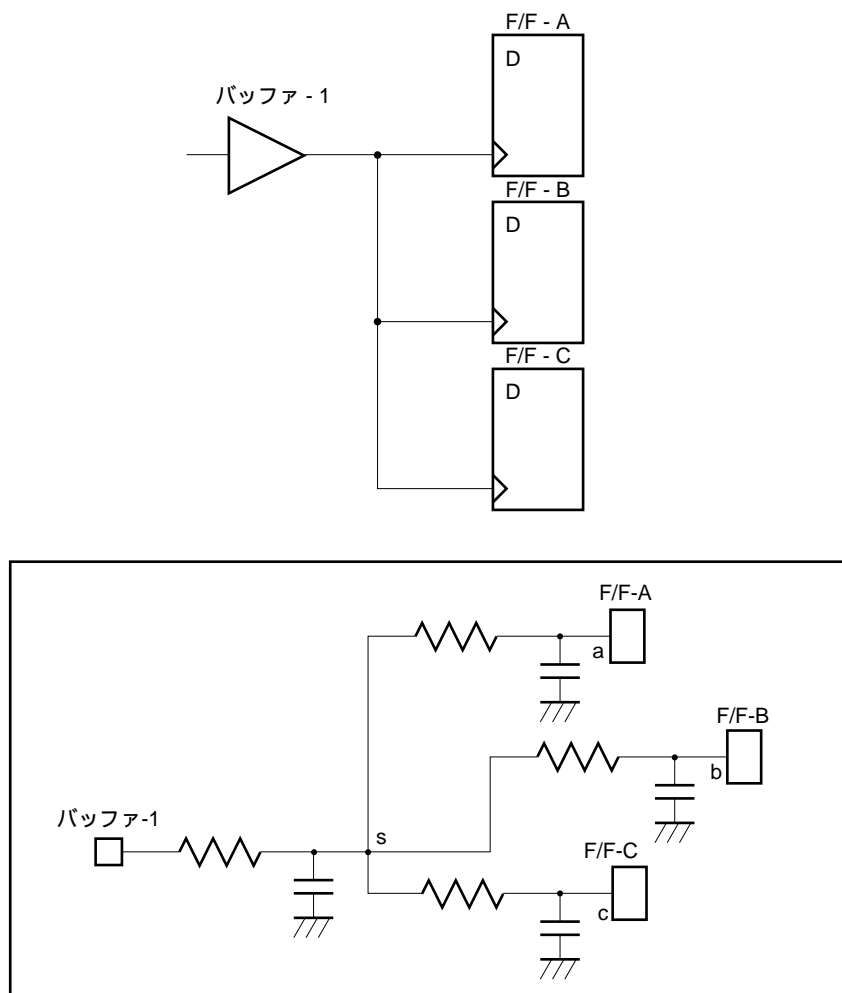 F/F - A
D
バッファ - 1
F/F - B
D
F/F - C
D
F/F-A
a
F/F-B
b
バッファ-1
s
F/F-C
c